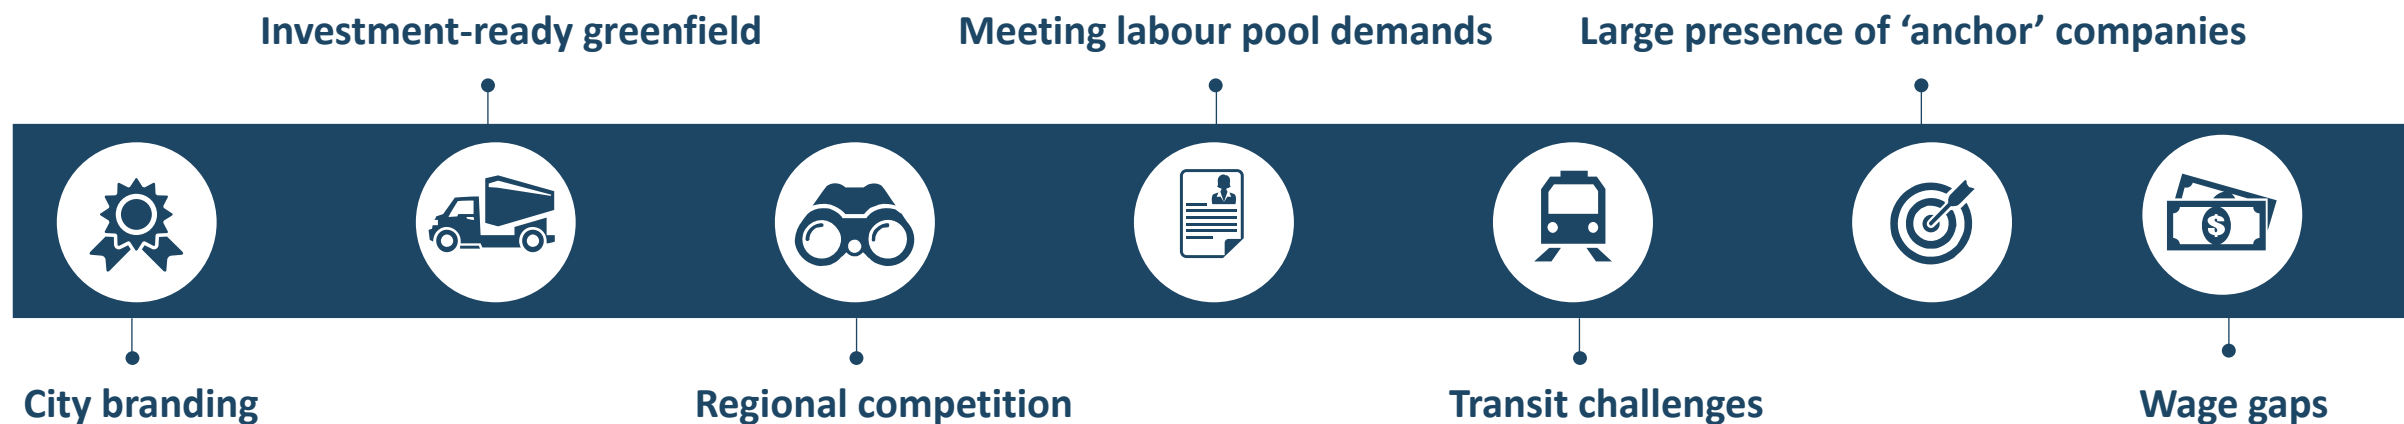 Investment-ready greenfield
Meeting labour pool demands
Large presence of ‘anchor’ companies
$
City branding
Regional competition
Transit challenges
Wage gaps